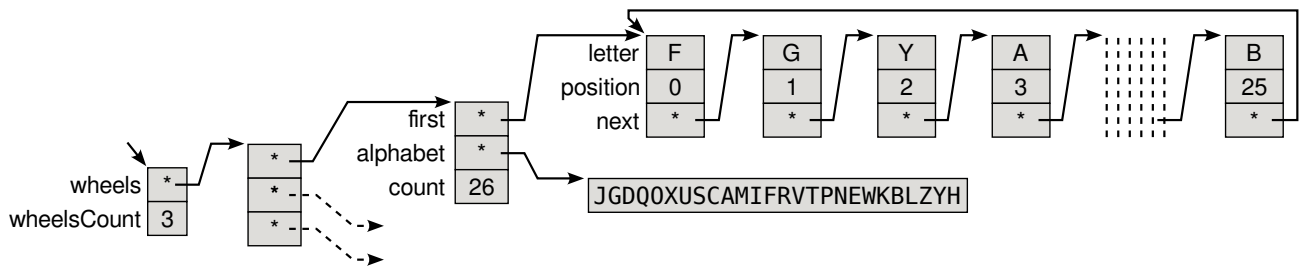 letter F G Y A B
position 0 1 2 3 25
next * * * * *
first *
alphabet *
count 26
JGDQOXUSCAMIFRVTPNEWKBLZYH
wheels *
wheelsCount 3
*
*
*